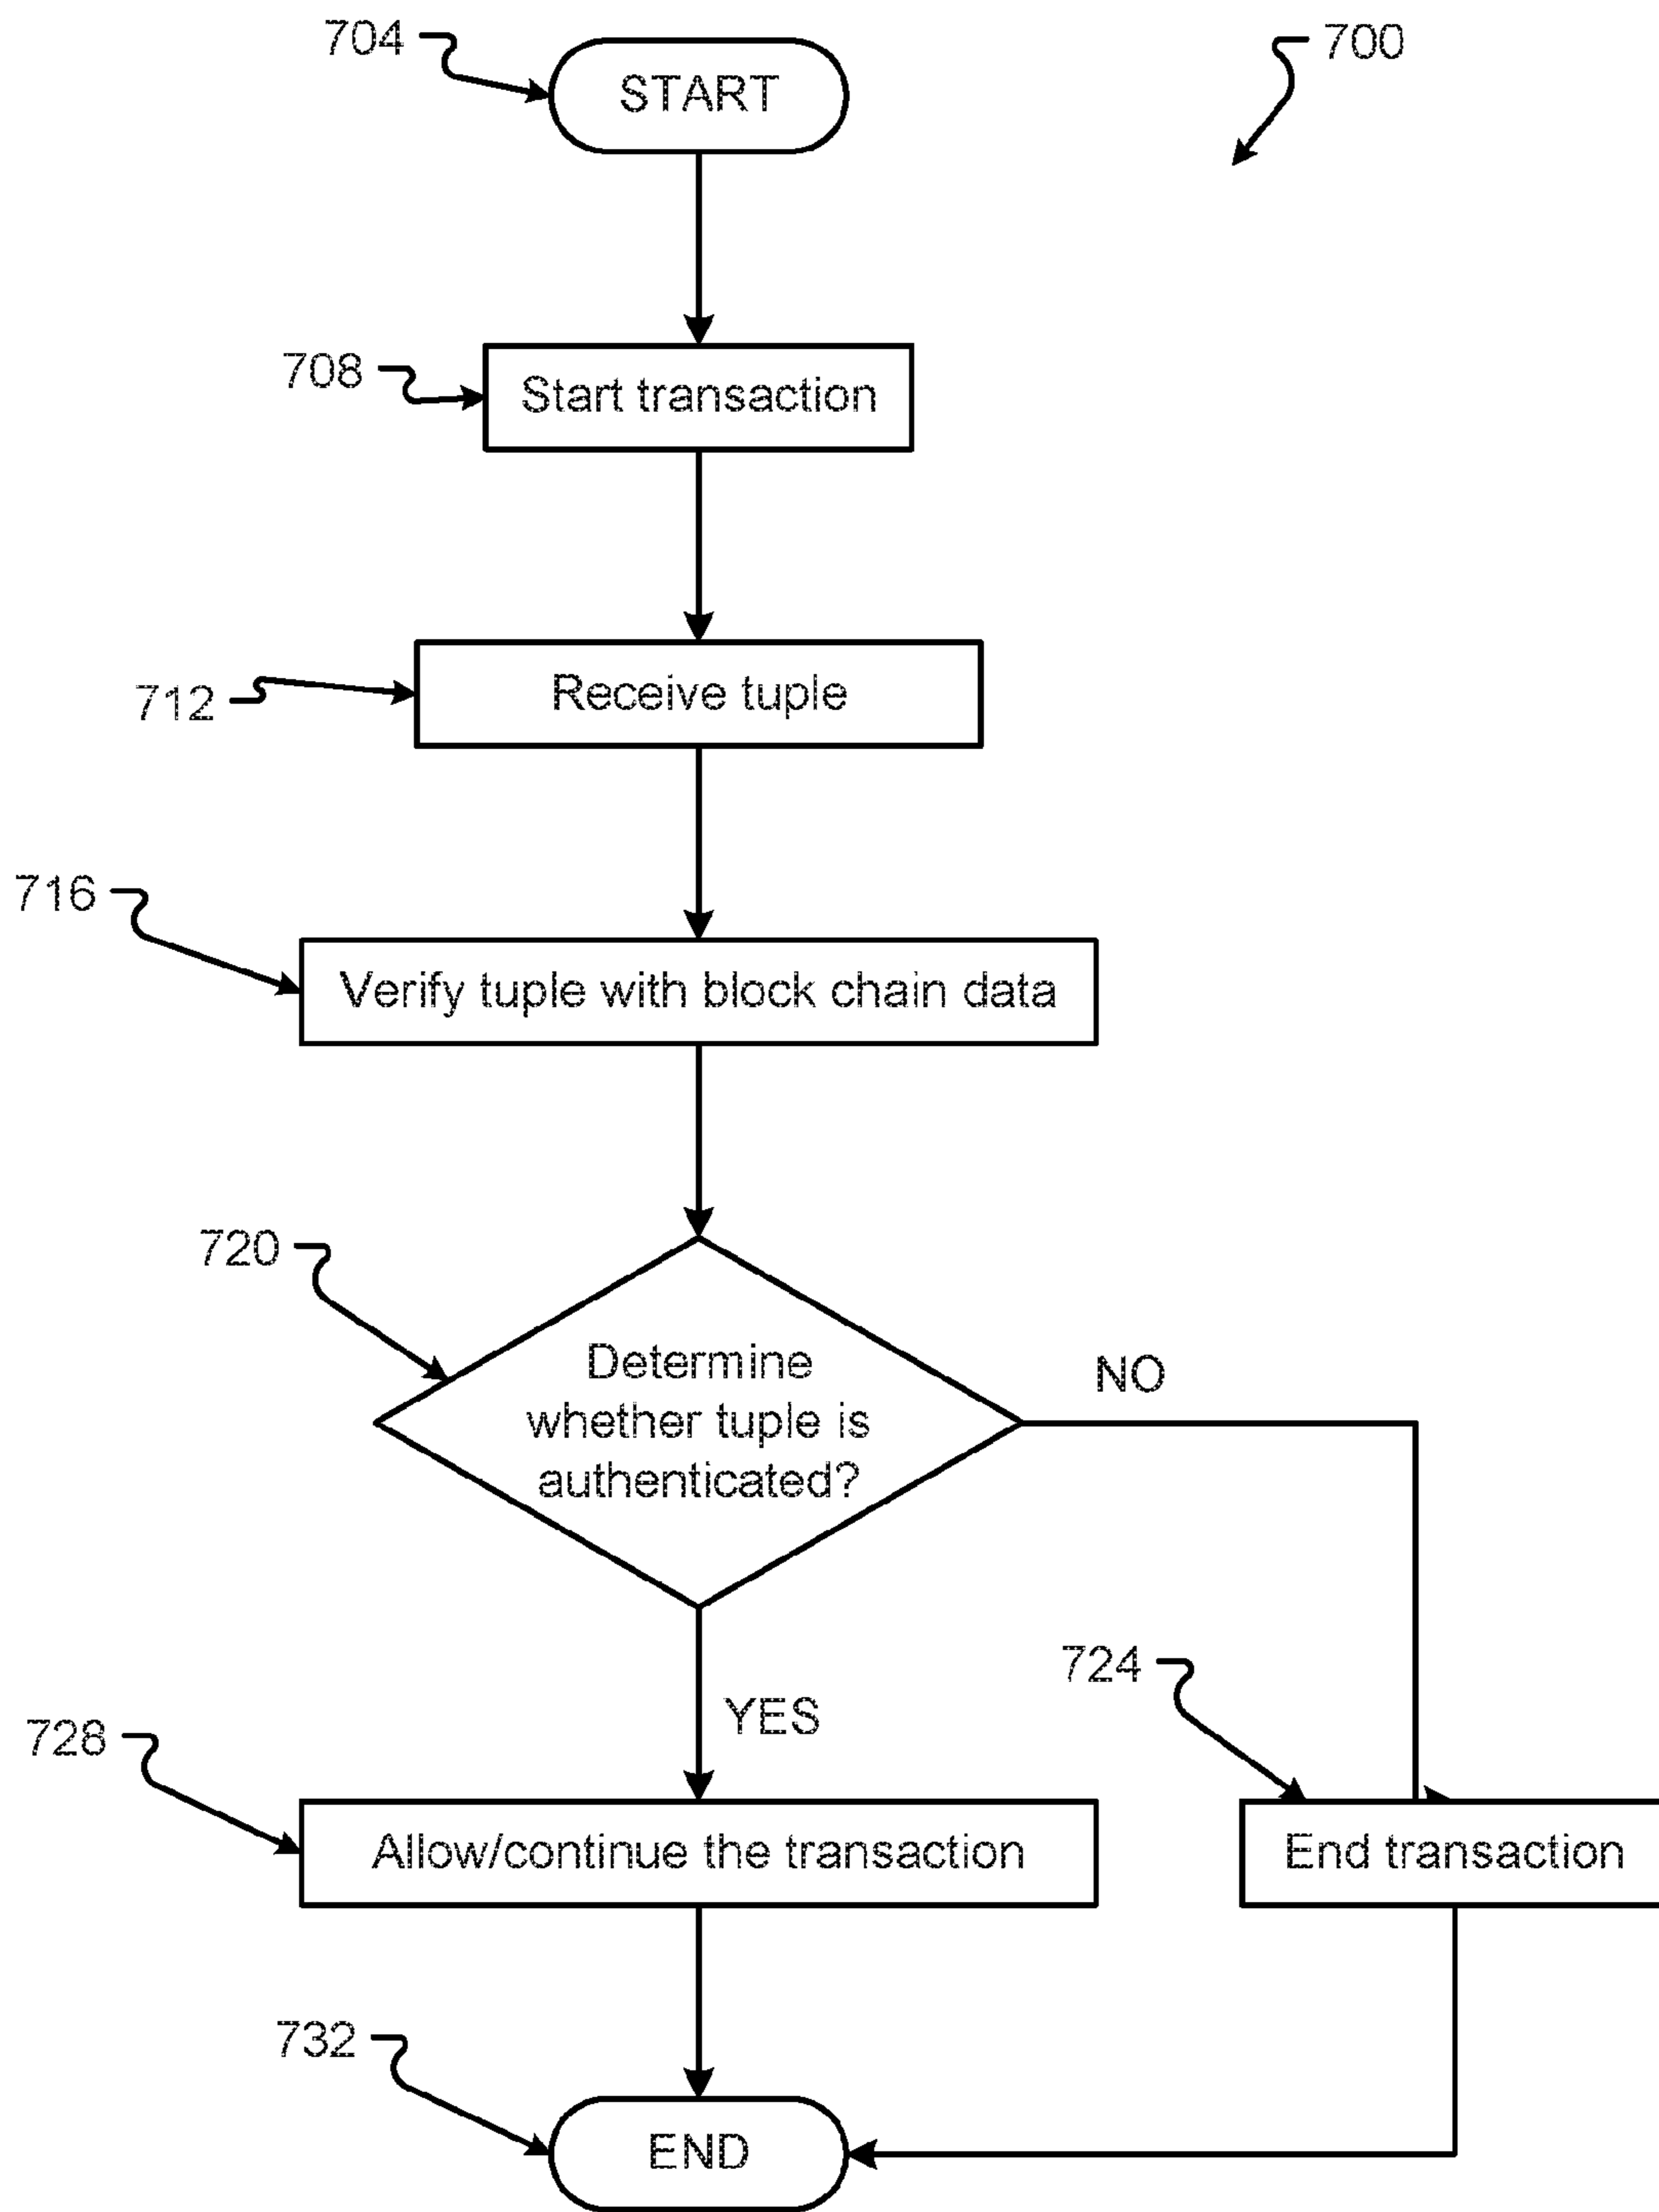 704
START
700
708
Start transaction
712
Receive tuple
716
Verify tuple with block chain data
720
Determine
whether tuple is
authenticated?
NO
724
YES
728
Allow/continue the transaction
End transaction
732
END